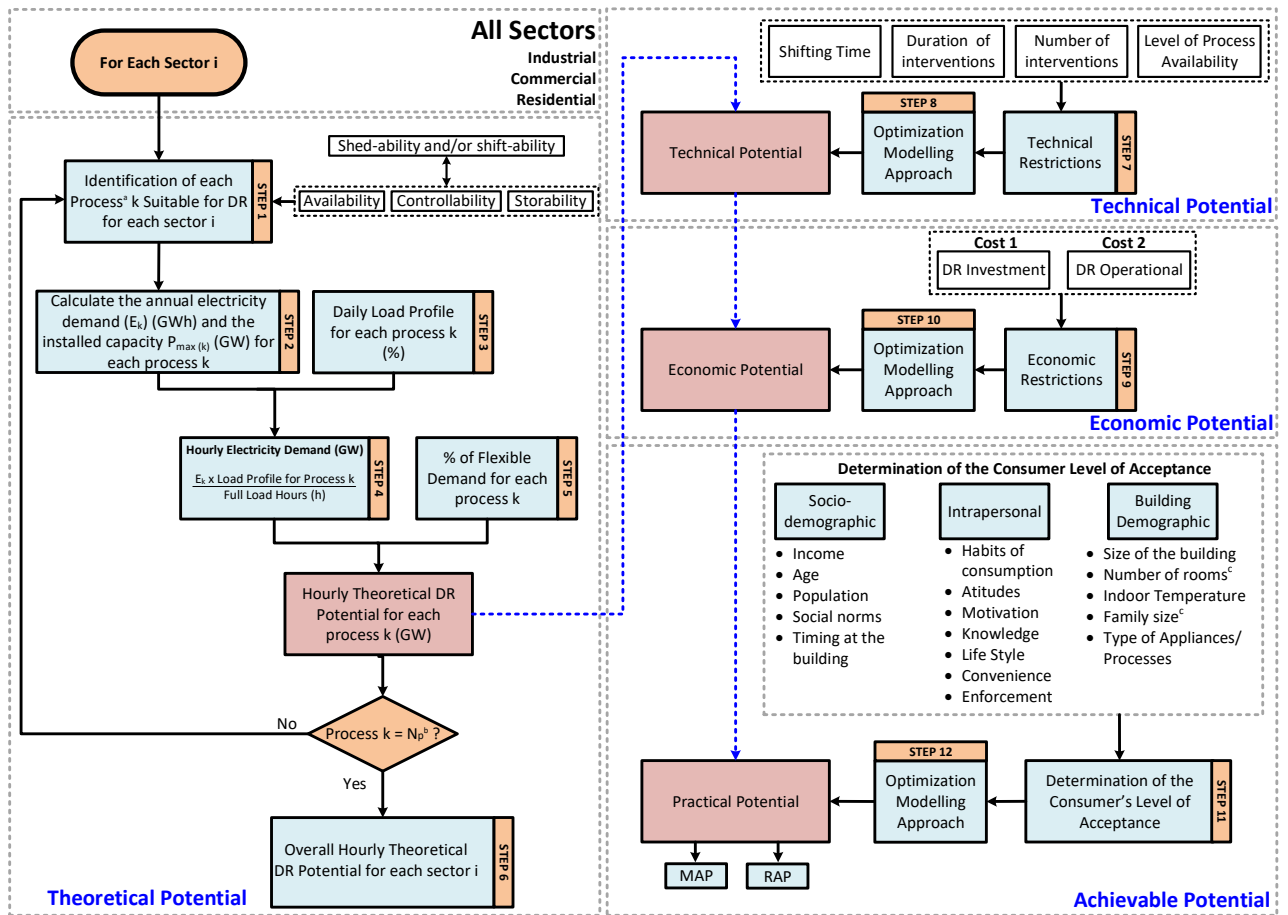 All Sectors
Industrial
Commercial
Residential
For Each Sector i
Shed-ability and/or shift-ability
Availability
Controllability
Storability
Identification of each
Processᵃ k Suitable for DR
for each sector i
STEP 1
Calculate the annual electricity
demand (Eₖ) (GWh) and the
installed capacity Pmax (k) (GW) for
each process k
STEP 2
Daily Load Profile
for each process k
(%)
STEP 3
Hourly Electricity Demand (GW)
Eₖ x Load Profile for Process k
Full Load Hours (h)
STEP 4
% of Flexible
Demand for each
process k
STEP 5
Hourly Theoretical DR
Potential for each
process k (GW)
Process k = Nₚᵇ ?
No
Yes
Overall Hourly Theoretical
DR Potential for each sector i
STEP 6
Theoretical Potential
Shifting Time
Duration of
interventions
Number of
interventions
Level of Process
Availability
Technical Potential
STEP 8
Optimization
Modelling
Approach
Technical
Restrictions
STEP 7
Technical Potential
Cost 1
DR Investment
Cost 2
DR Operational
Economic Potential
STEP 10
Optimization
Modelling
Approach
Economic
Restrictions
STEP 9
Economic Potential
Determination of the Consumer Level of Acceptance
Socio-
demographic
• Income
• Age
• Population
• Social norms
• Timing at the
building
Intrapersonal
• Habits of
consumption
• Atitudes
• Motivation
• Knowledge
• Life Style
• Convenience
• Enforcement
Building
Demographic
• Size of the building
• Number of roomsᶜ
• Indoor Temperature
• Family sizeᶜ
• Type of Appliances/
Processes
Practical Potential
STEP 12
Optimization
Modelling
Approach
Determination of the
Consumer's Level of
Acceptance
STEP 11
MAP
RAP
Achievable Potential